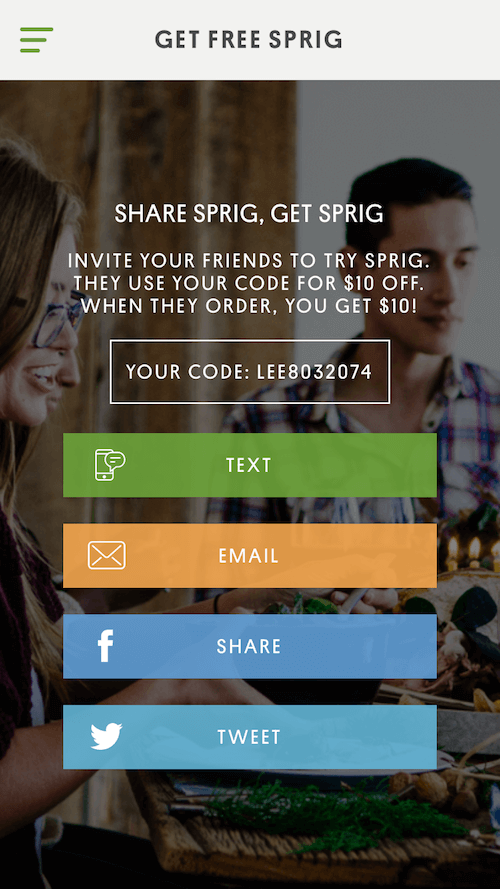 GET FREE SPRIG
SHARE SPRIG, GET SPRIG
INVITE YOUR FRIENDS TO TRY SPRIG.
THEY USE YOUR CODE FOR $10 OFF.
WHEN THEY ORDER, YOU GET $10!
YOUR CODE: LEE8032074
TEXT
EMAIL
SHARE
TWEET